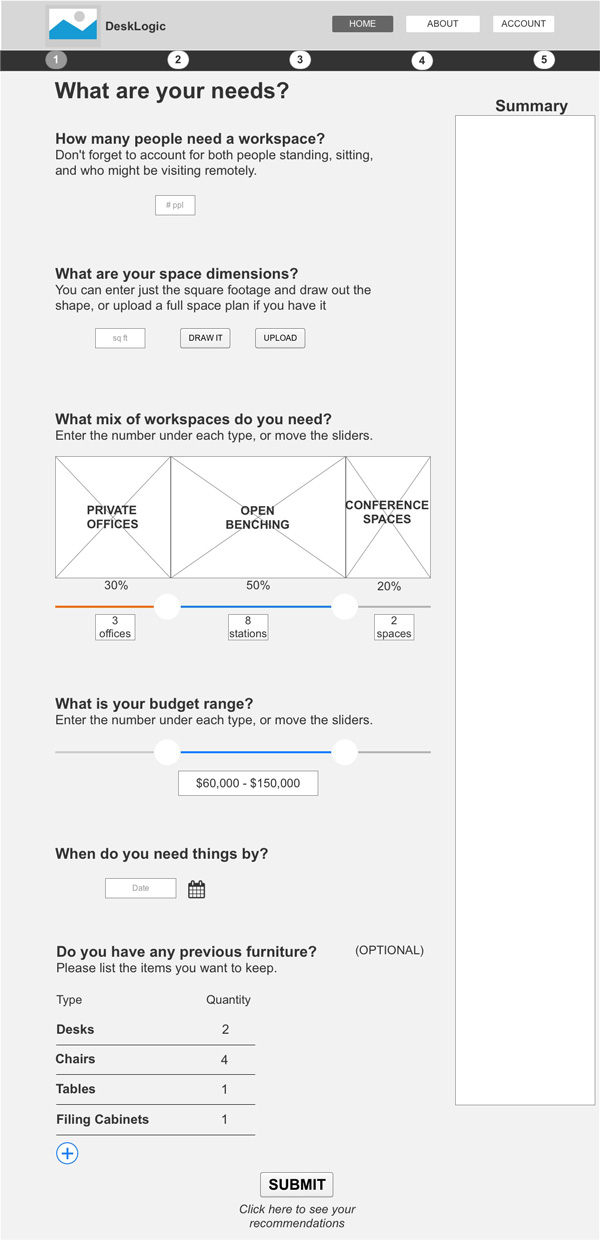 DeskLogic
HOME
ABOUT
ACCOUNT
1
2
3
4
5
What are your needs?
Summary
How many people need a workspace?
Don't forget to account for both people standing, sitting,
and who might be visiting remotely.
# ppl
What are your space dimensions?
You can enter just the square footage and draw out the
shape, or upload a full space plan if you have it
sq ft
DRAW IT
UPLOAD
What mix of workspaces do you need?
Enter the number under each type, or move the sliders.
PRIVATE
OFFICES
OPEN
BENCHING
CONFERENCE
SPACES
30%
50%
20%
3
offices
8
stations
2
spaces
What is your budget range?
Enter the number under each type, or move the sliders.
$60,000 - $150,000
When do you need things by?
Date
Do you have any previous furniture?
(OPTIONAL)
Please list the items you want to keep.
Type Quantity
Desks 2
Chairs 4
Tables 1
Filing Cabinets 1
SUBMIT
Click here to see your
recommendations